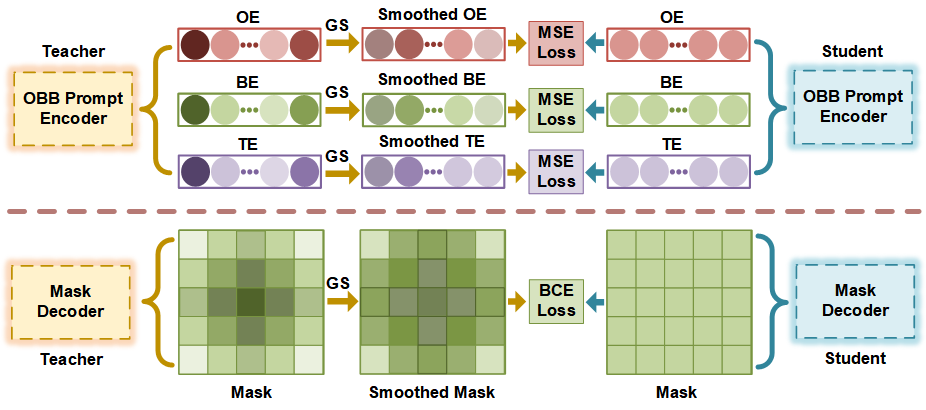 OE
GS
Smoothed OE
MSE
Loss
OE
Teacher
Student
OBB Prompt
Encoder
BE
GS
Smoothed BE
MSE
Loss
BE
OBB Prompt
Encoder
TE
GS
Smoothed TE
MSE
Loss
TE
Mask
Decoder
Teacher
GS
BCE
Loss
Mask
Decoder
Student
Mask
Smoothed Mask
Mask